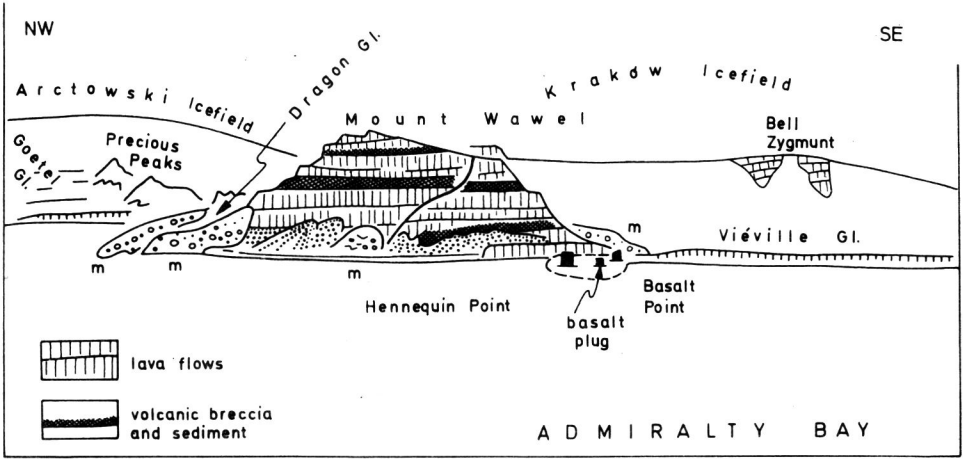 NW
SE
Arctowski Icefield
Dragon Gl.
Kraków Icefield
Mount Wawel
Goetel Gl.
Precious
Peaks
Bell
Zygmunt
m
Viéville Gl.
m
m
m
Hennequin Point
Basalt
Point
basalt
plug
lava flows
volcanic breccia
and sediment
ADMIRALTY BAY